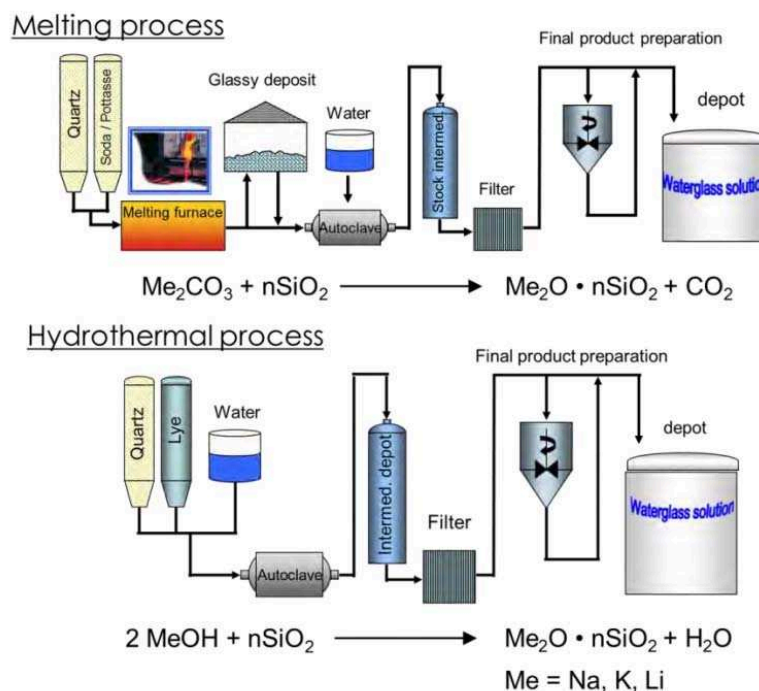 Melting process
Final product preparation
Glassy deposit
depot
Quartz
Soda / Pottasse
Water
Stock intermed.
Filter
Waterglass solution
Melting furnace
Autoclave
Me₂CO₃ + nSiO₂ → Me₂O • nSiO₂ + CO₂
Hydrothermal process
Final product preparation
Quartz
Lye
Water
depot
Intermed. depot
Filter
Waterglass solution
Autoclave
2 MeOH + nSiO₂ → Me₂O • nSiO₂ + H₂O
Me = Na, K, Li